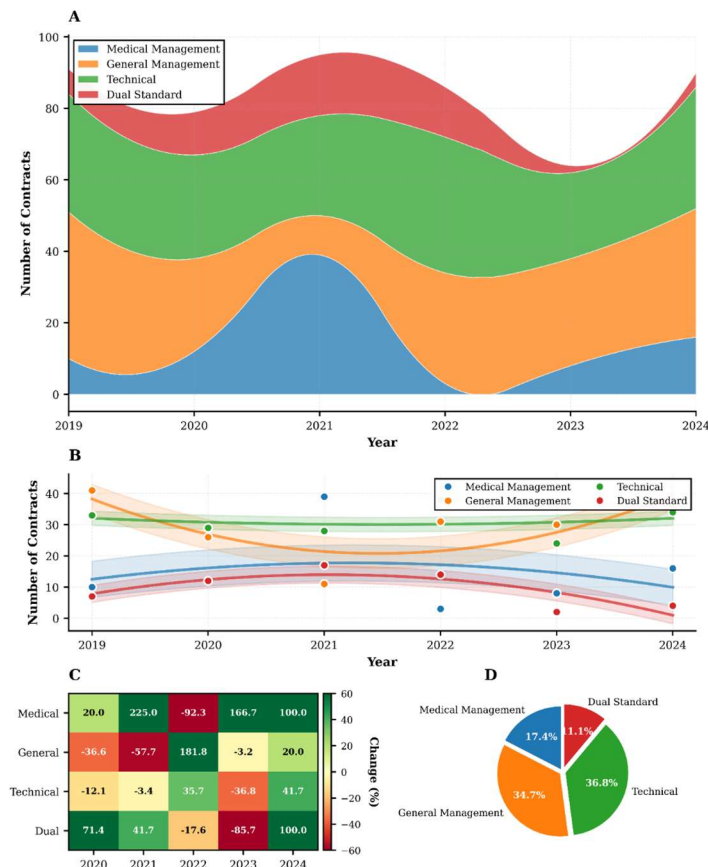 A
100
80
60
40
20
0
Number of Contracts
Medical Management
General Management
Technical
Dual Standard
2019 2020 2021 2022 2023 2024
Year
B
40
30
20
10
0
Number of Contracts
Medical Management Technical
General Management Dual Standard
2019 2020 2021 2022 2023 2024
Year
C
Medical 20.0 225.0 -92.3 166.7 100.0
General -36.6 -57.7 181.8 -3.2 20.0
Technical -12.1 -3.4 35.7 -36.8 41.7
Dual 71.4 41.7 -17.6 -85.7 100.0
2020 2021 2022 2023 2024
60
40
20
0
−20
−40
−60
Change (%)
D
Medical Management
Dual Standard
17.4%
11.1%
36.8%
Technical
34.7%
General Management